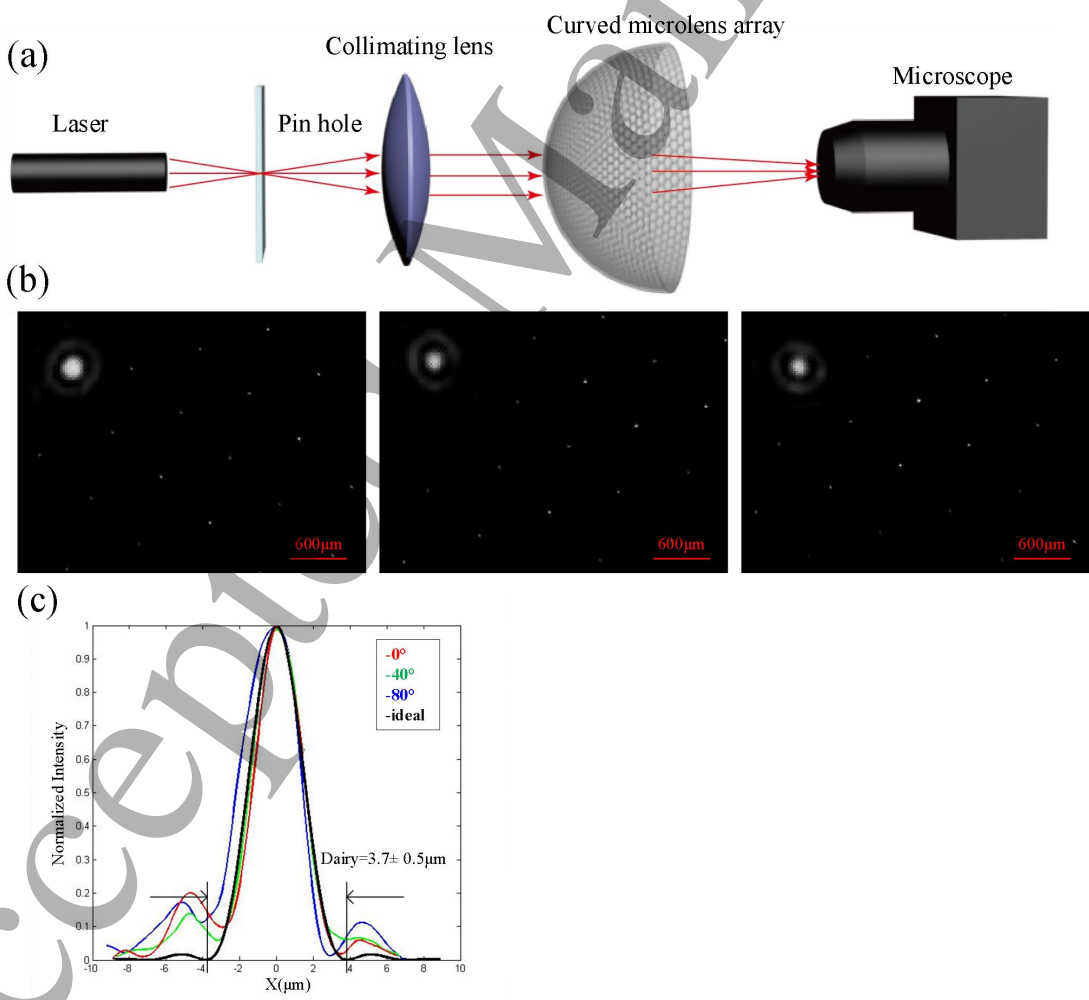 (a)
Curved microlens array
Collimating lens
Microscope
Laser
Pin hole
(b)
600μm
600μm
600μm
(c)
1
0.9
0.8
0.7
0.6
0.5
0.4
0.3
0.2
0.1
0
Normalized Intensity
-0°
-40°
-80°
-ideal
Dairy=3.7± 0.5μm
-10 -8 -6 -4 -2 0 2 4 6 8 10
X(μm)